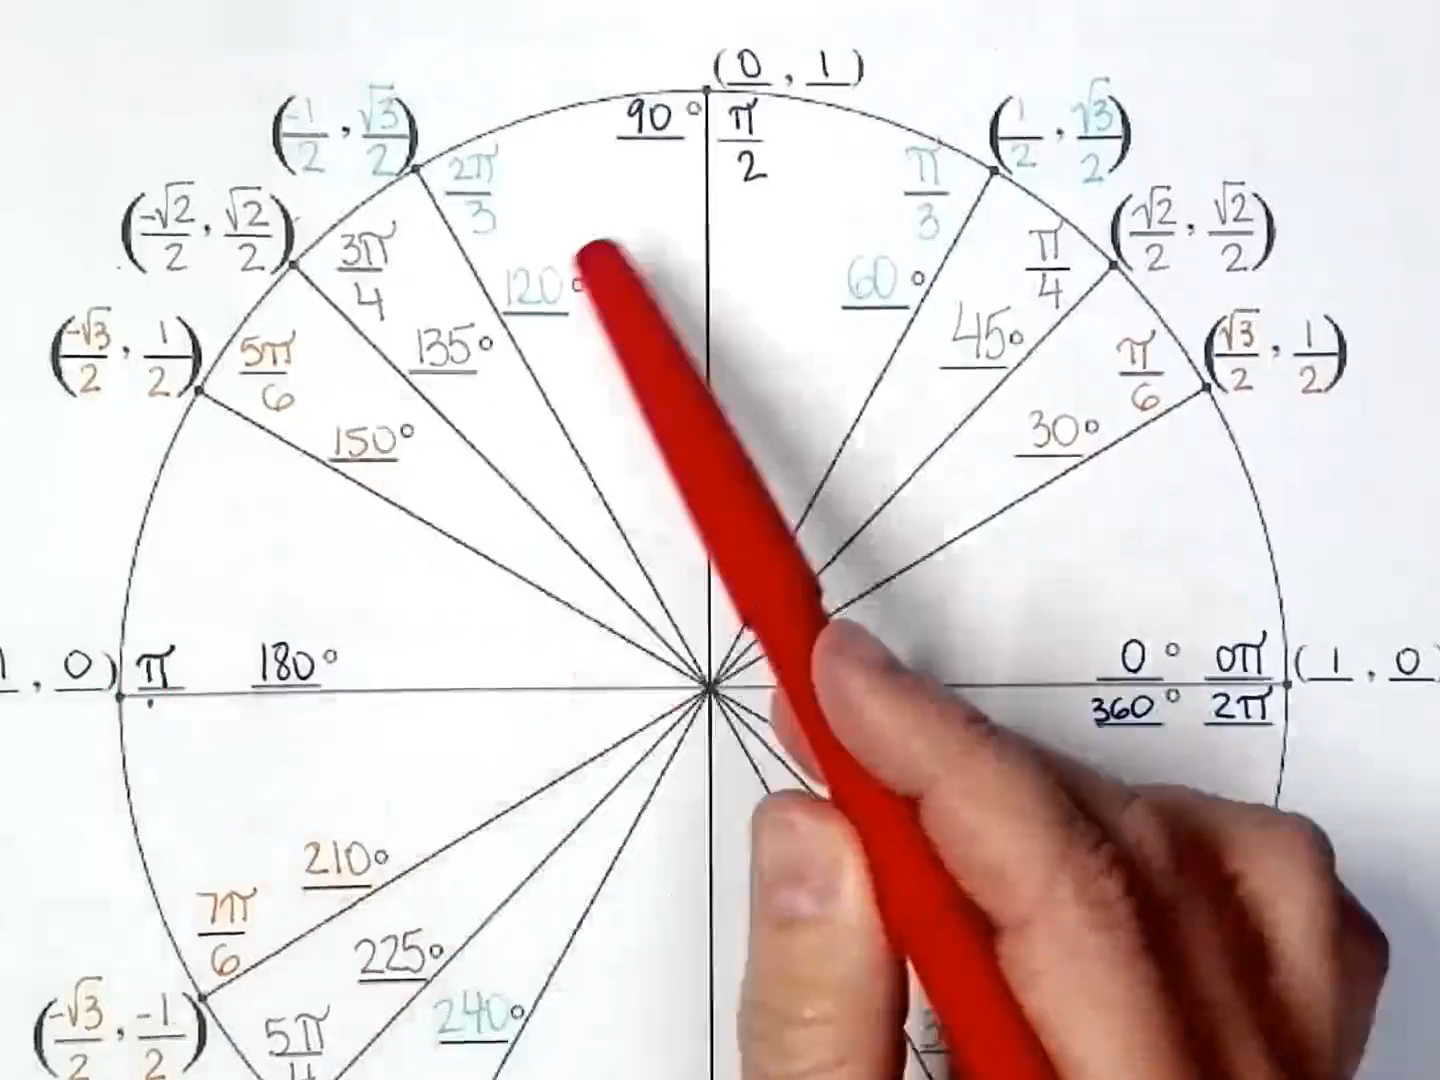 (0, 1)
90° π/2
(-1/2, √3/2) 2π/3 120°
(1/2, √3/2) π/3 60°
(-√2/2, √2/2) 3π/4 135°
(√2/2, √2/2) π/4 45°
(-√3/2, 1/2) 5π/6 150°
(√3/2, 1/2) π/6 30°
1, 0) π 180°
0° 0π (1, 0
360° 2π
210° 7π/6 (-√3/2, -1/2)
225° 5π/4
240°